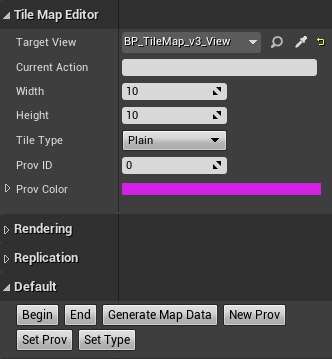 Tile Map Editor
Target View BP_TileMap_v3_View
Current Action
Width 10
Height 10
Tile Type Plain
Prov ID 0
Prov Color
Rendering
Replication
Default
Begin End Generate Map Data New Prov
Set Prov Set Type